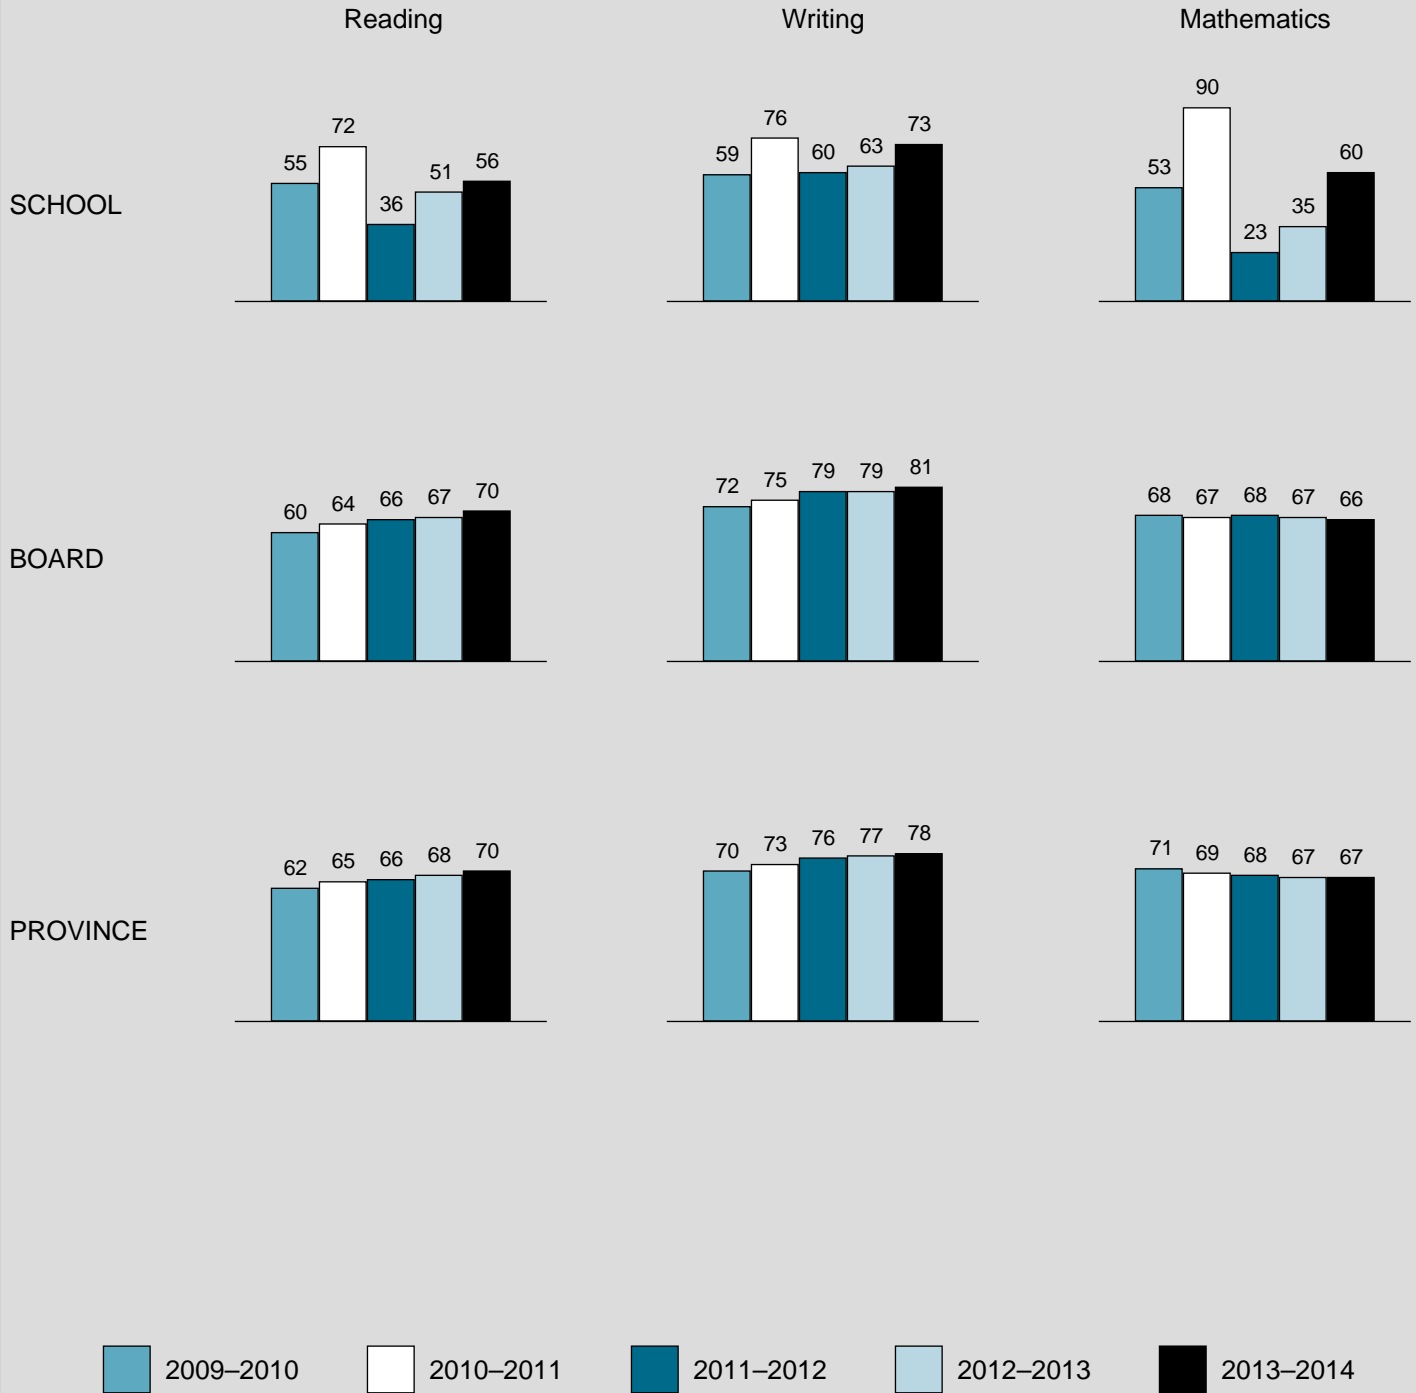 Reading Writing Mathematics
SCHOOL
55 72 36 51 56
59 76 60 63 73
53 90 23 35 60
BOARD
60 64 66 67 70
72 75 79 79 81
68 67 68 67 66
PROVINCE
62 65 66 68 70
70 73 76 77 78
71 69 68 67 67
2009–2010 2010–2011 2011–2012 2012–2013 2013–2014